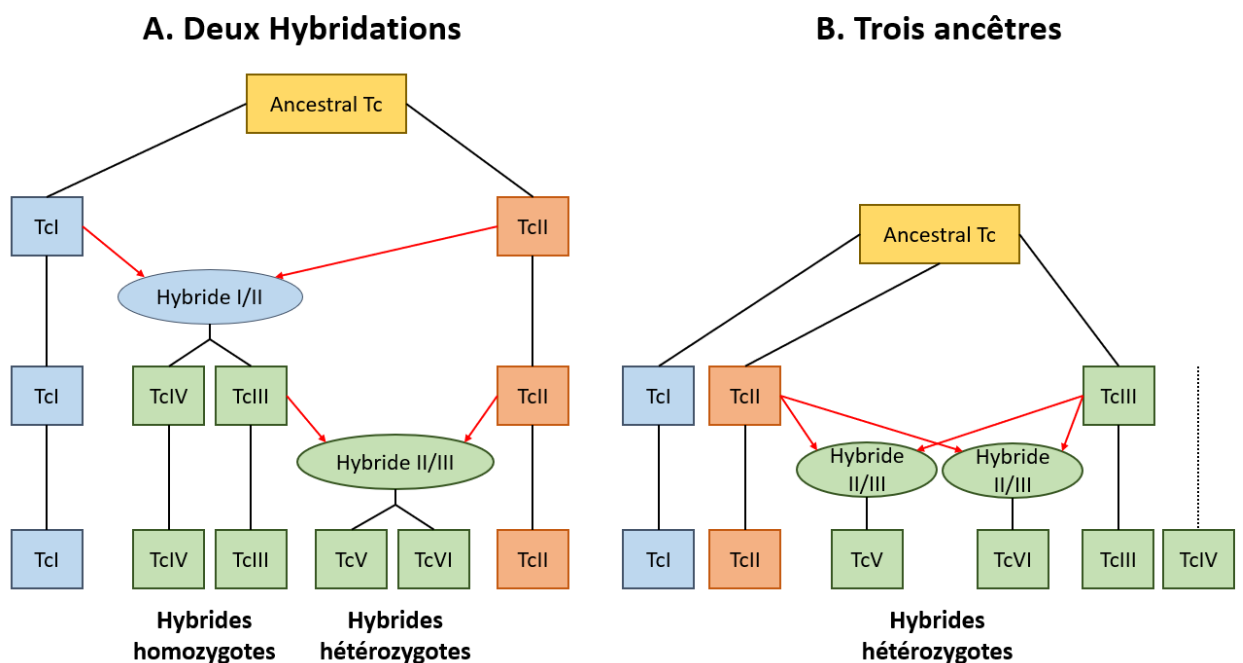 A. Deux Hybridations
Ancestral Tc
TcI
TcII
Hybride I/II
TcI
TcIV
TcIII
TcII
Hybride II/III
TcI
TcIV
TcIII
TcV
TcVI
TcII
Hybrides
homozygotes
Hybrides
hétérozygotes
B. Trois ancêtres
Ancestral Tc
TcI
TcII
TcIII
Hybride
II/III
Hybride
II/III
TcI
TcII
TcV
TcVI
TcIII
TcIV
Hybrides
hétérozygotes